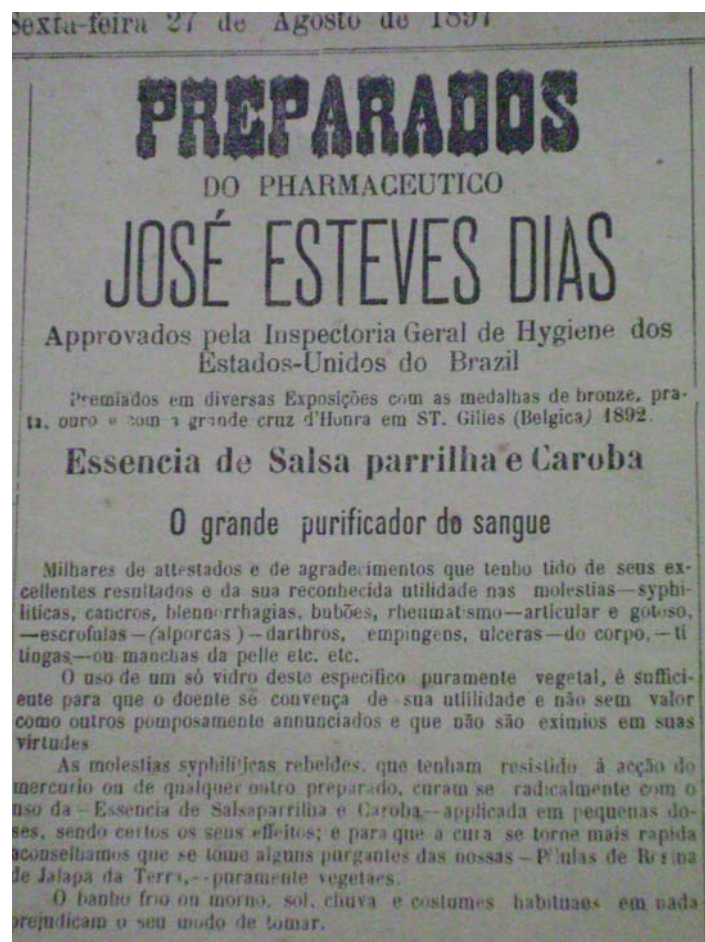 Sexta-feira 27 de Agosto de 1897
PREPARADOS
DO PHARMACEUTICO
JOSÉ ESTEVES DIAS
Approvados pela Inspectoria Geral de Hygiene dos
Estados-Unidos do Brazil
Premiados em diversas Exposições com as medalhas de bronze, pra-
ta, ouro e com a grande cruz d'Honra em ST. Gilies (Belgica) 1892.
Essencia de Salsa parrilha e Caroba
O grande purificador do sangue
Milhares de attestados e de agradecimentos que tenho tido de seus ex-
cellentes resultados e da sua reconhecida utilidade nas molestias—syphi-
liticas, cancros, blennorrhagias, bubões, rheumatismo—articular e gotoso,
—escrofulas—(alporcas)—darthros, empingens, ulceras—do corpo,—ti
tingas,—ou manchas da pelle etc. etc.
O uso de um só vidro deste especifico puramente vegetal, é suffici-
ente para que o doente se convença de sua utiilidade e não sem valor
como outros pomposamente annunciados e que não são eximios em suas
virtudes
As molestias syphiliticas rebeldes, que tenham resistido á acção do
mercurio ou de qualquer outro preparado, curam se radicalmente com o
uso da—Essencia de Salsaparrilha e Caroba—applicada em pequenas do-
ses, sendo certos os seus effeitos; e para que a cura se torne mais rapida
aconselhamos que se tome alguns purgantes das nossas—Pilulas de Resina
de Jalapa da Terra,--puramente vegetaes.
O banho frio ou morno, sol, chuva e costumes habituaes em nada
prejudicam o seu modo de tomar.